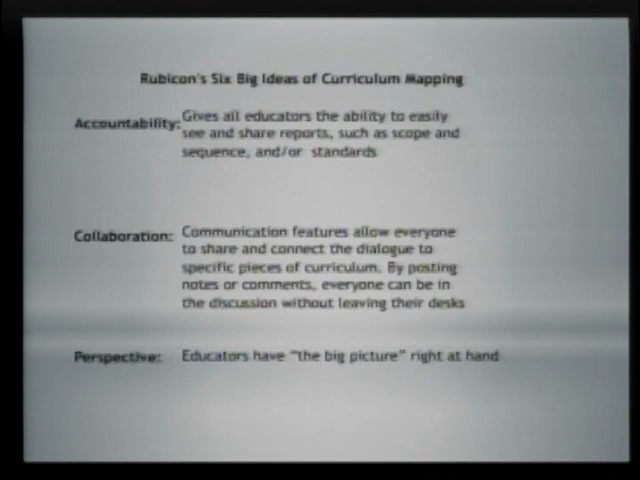 Rubicon's Six Big Ideas of Curriculum Mapping
Accountability: Gives all educators the ability to easily
see and share reports, such as scope and
sequence, and/or standards
Collaboration: Communication features allow everyone
to share and connect the dialogue to
specific pieces of curriculum. By posting
notes or comments, everyone can be in
the discussion without leaving their desks
Perspective: Educators have "the big picture" right at hand